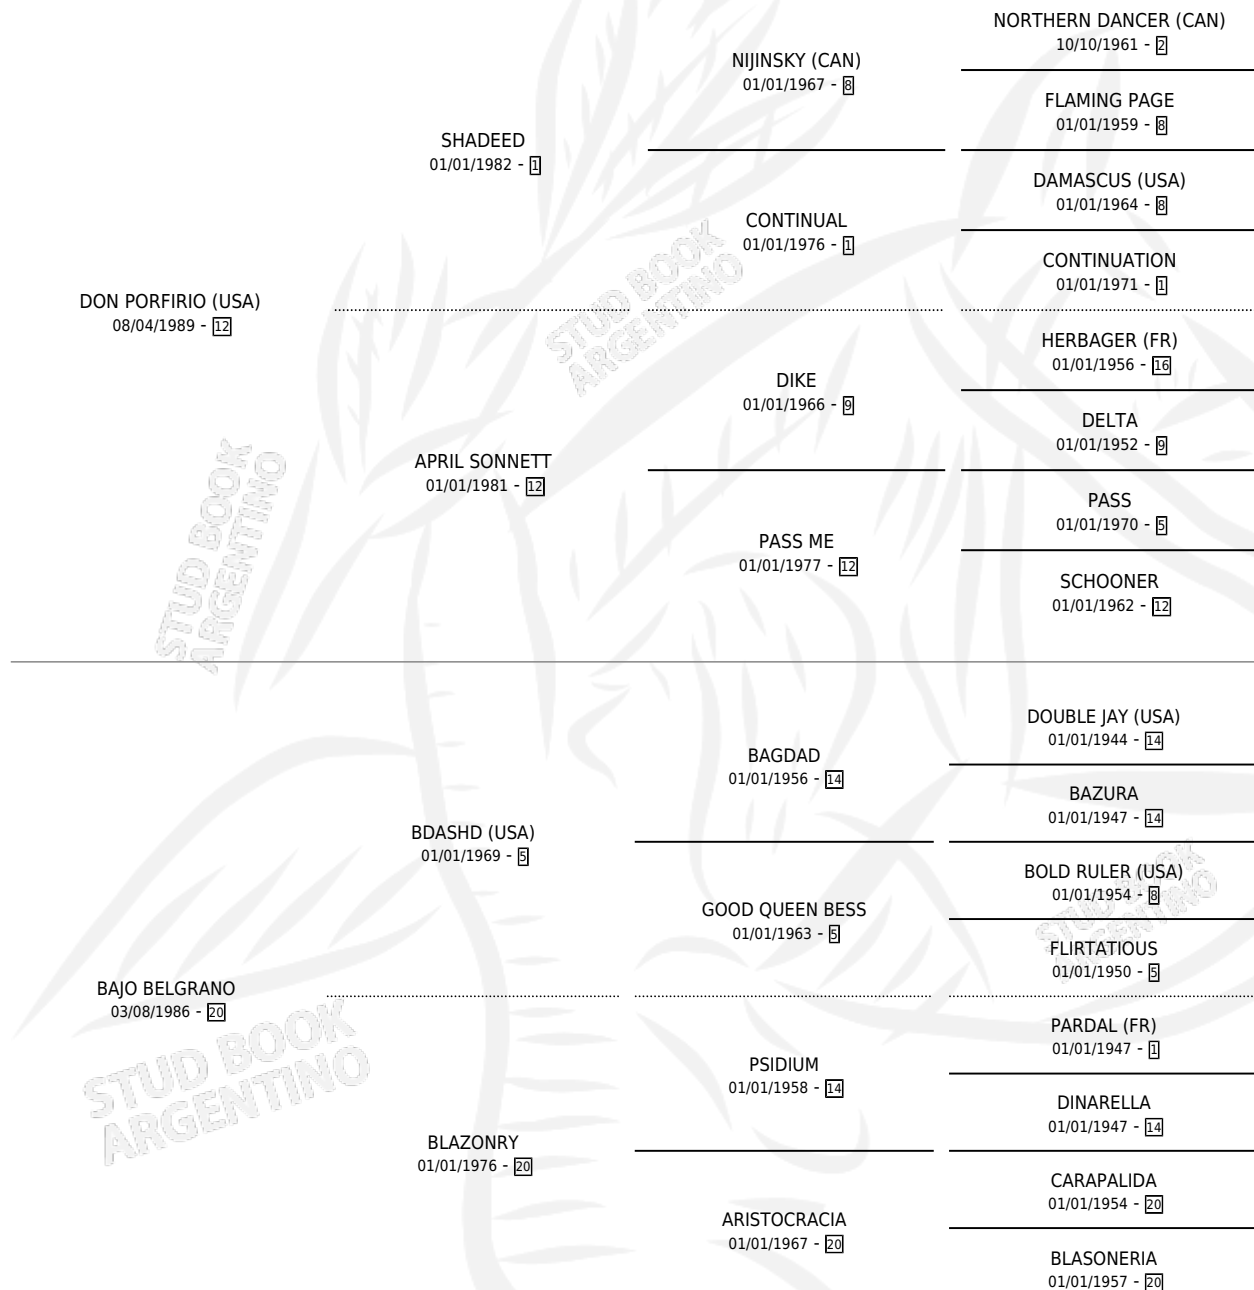 NORTHERN DANCER (CAN)
10/10/1961 - 2
NIJINSKY (CAN)
01/01/1967 - 8
FLAMING PAGE
01/01/1959 - 8
SHADEED
01/01/1982 - 1
DAMASCUS (USA)
01/01/1964 - 8
CONTINUAL
01/01/1976 - 1
CONTINUATION
01/01/1971 - 1
DON PORFIRIO (USA)
08/04/1989 - 12
STUD BOOK
ARGENTINO
HERBAGER (FR)
01/01/1956 - 16
DIKE
01/01/1966 - 9
DELTA
01/01/1952 - 9
APRIL SONNETT
01/01/1981 - 12
PASS
01/01/1970 - 5
PASS ME
01/01/1977 - 12
SCHOONER
01/01/1962 - 12
STUD BOOK
ARGENTINO
DOUBLE JAY (USA)
01/01/1944 - 14
BAGDAD
01/01/1956 - 14
BAZURA
01/01/1947 - 14
BDASHD (USA)
01/01/1969 - 5
BOLD RULER (USA)
01/01/1954 - 8
GOOD QUEEN BESS
01/01/1963 - 5
FLIRTATIOUS
01/01/1950 - 5
STUD BOOK
ARGENTINO
BAJO BELGRANO
03/08/1986 - 20
PARDAL (FR)
01/01/1947 - 1
PSIDIUM
01/01/1958 - 14
DINARELLA
01/01/1947 - 14
STUD BOOK
ARGENTINO
BLAZONRY
01/01/1976 - 20
CARAPALIDA
01/01/1954 - 20
ARISTOCRACIA
01/01/1967 - 20
BLASONERIA
01/01/1957 - 20